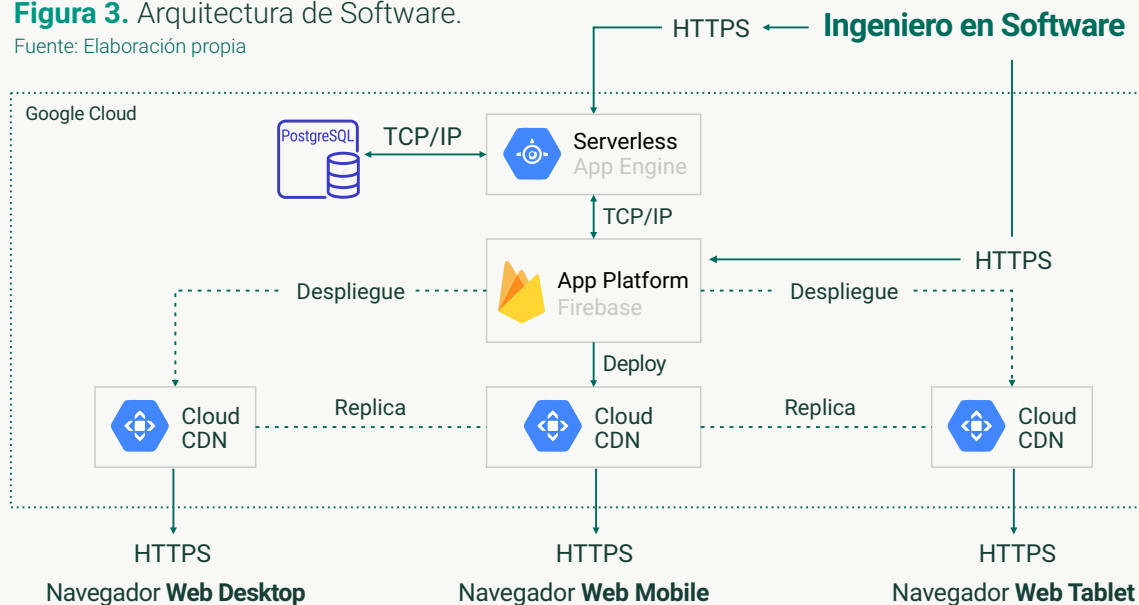 Figura 3. Arquitectura de Software.
Fuente: Elaboración propia
HTTPS
Ingeniero en Software
Google Cloud
PostgreSQL
TCP/IP
Serverless
App Engine
TCP/IP
HTTPS
App Platform
Firebase
Despliegue
Despliegue
Deploy
Cloud
CDN
Replica
Cloud
CDN
Replica
Cloud
CDN
HTTPS
HTTPS
HTTPS
Navegador Web Desktop
Navegador Web Mobile
Navegador Web Tablet